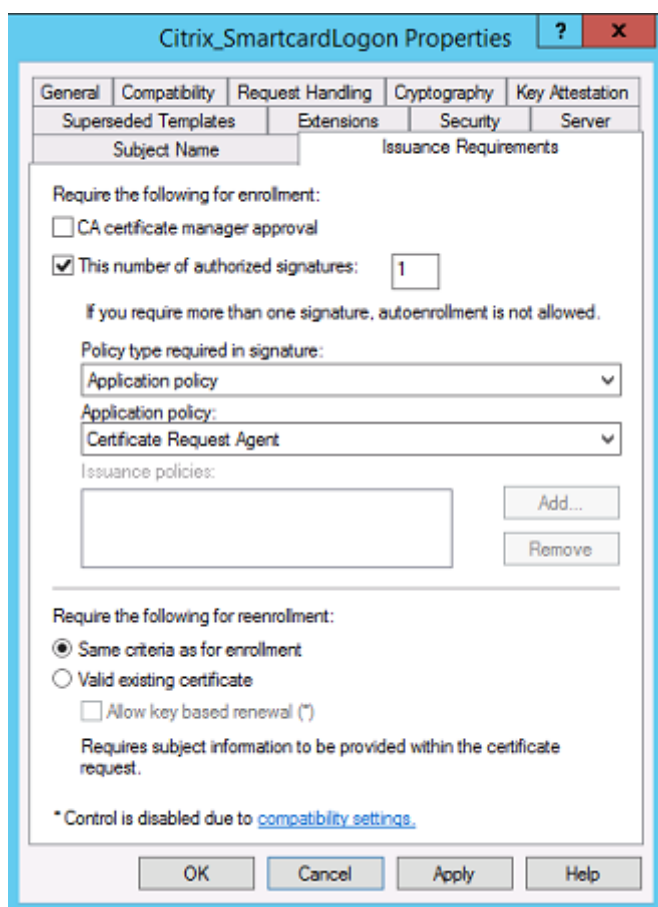 Citrix_SmartcardLogon Properties
? x
General Compatibility Request Handling Cryptography Key Attestation
Superseded Templates Extensions Security Server
Subject Name Issuance Requirements
Require the following for enrollment:
CA certificate manager approval
This number of authorized signatures: 1
If you require more than one signature, autoenrollment is not allowed.
Policy type required in signature:
Application policy
Application policy:
Certificate Request Agent
Issuance policies:
Add...
Remove
Require the following for reenrollment:
Same criteria as for enrollment
Valid existing certificate
Allow key based renewal (*)
Requires subject information to be provided within the certificate
request.
* Control is disabled due to compatibility settings.
OK Cancel Apply Help